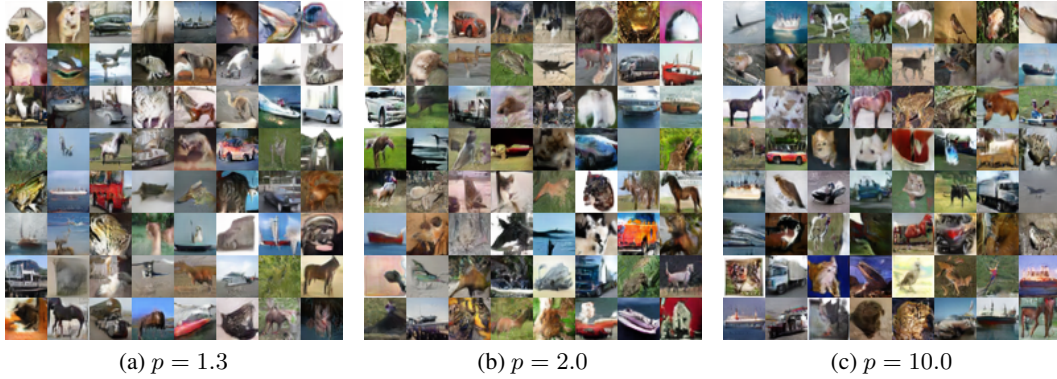 (a) p = 1.3
(b) p = 2.0
(c) p = 10.0